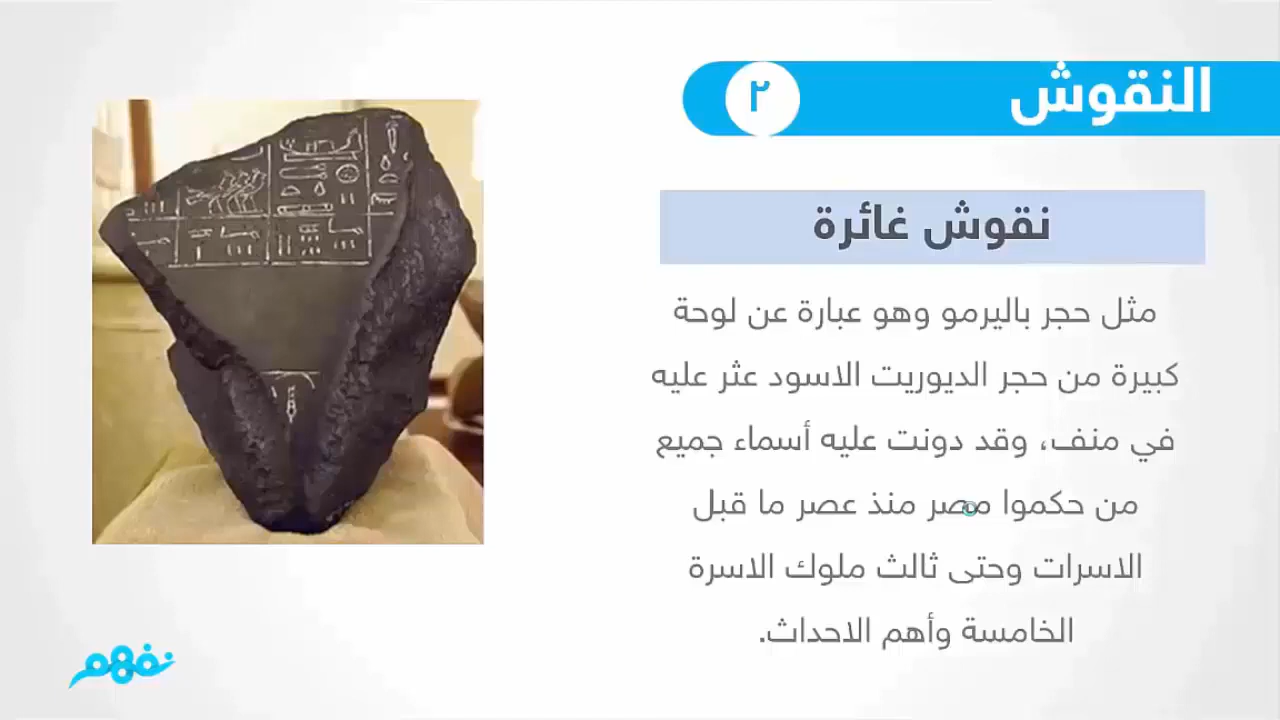 النقوش
٢
نقوش غائرة
مثل حجر باليرمو وهو عبارة عن لوحة
كبيرة من حجر الديوريت الاسود عثر عليه
في منف، وقد دونت عليه أسماء جميع
من حكموا مصر منذ عصر ما قبل
الاسرات وحتى ثالث ملوك الاسرة
الخامسة وأهم الاحداث.
نفهم